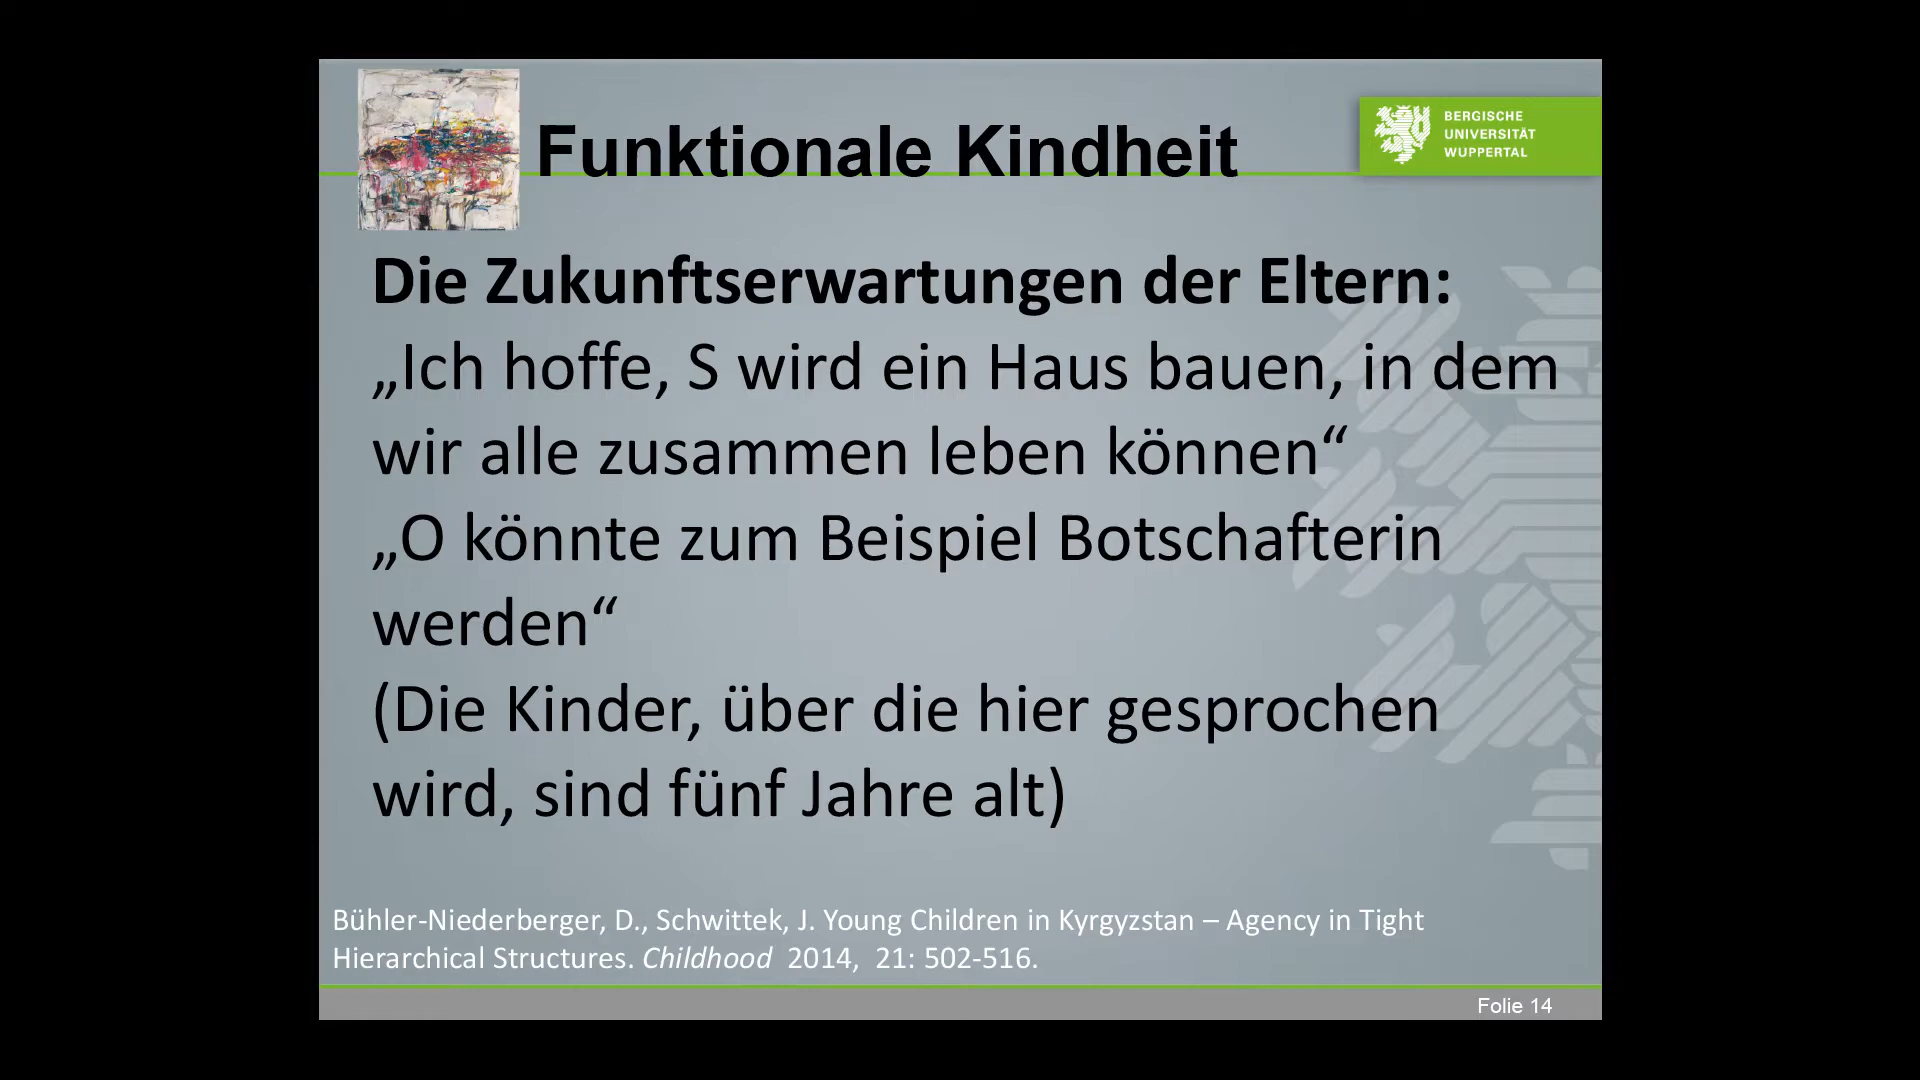 Funktionale Kindheit
BERGISCHE
UNIVERSITÄT
WUPPERTAL
Die Zukunftserwartungen der Eltern:
„Ich hoffe, S wird ein Haus bauen, in dem
wir alle zusammen leben können“
„O könnte zum Beispiel Botschafterin
werden“
(Die Kinder, über die hier gesprochen
wird, sind fünf Jahre alt)
Bühler-Niederberger, D., Schwittek, J. Young Children in Kyrgyzstan – Agency in Tight
Hierarchical Structures. Childhood 2014, 21: 502-516.
Folie 14